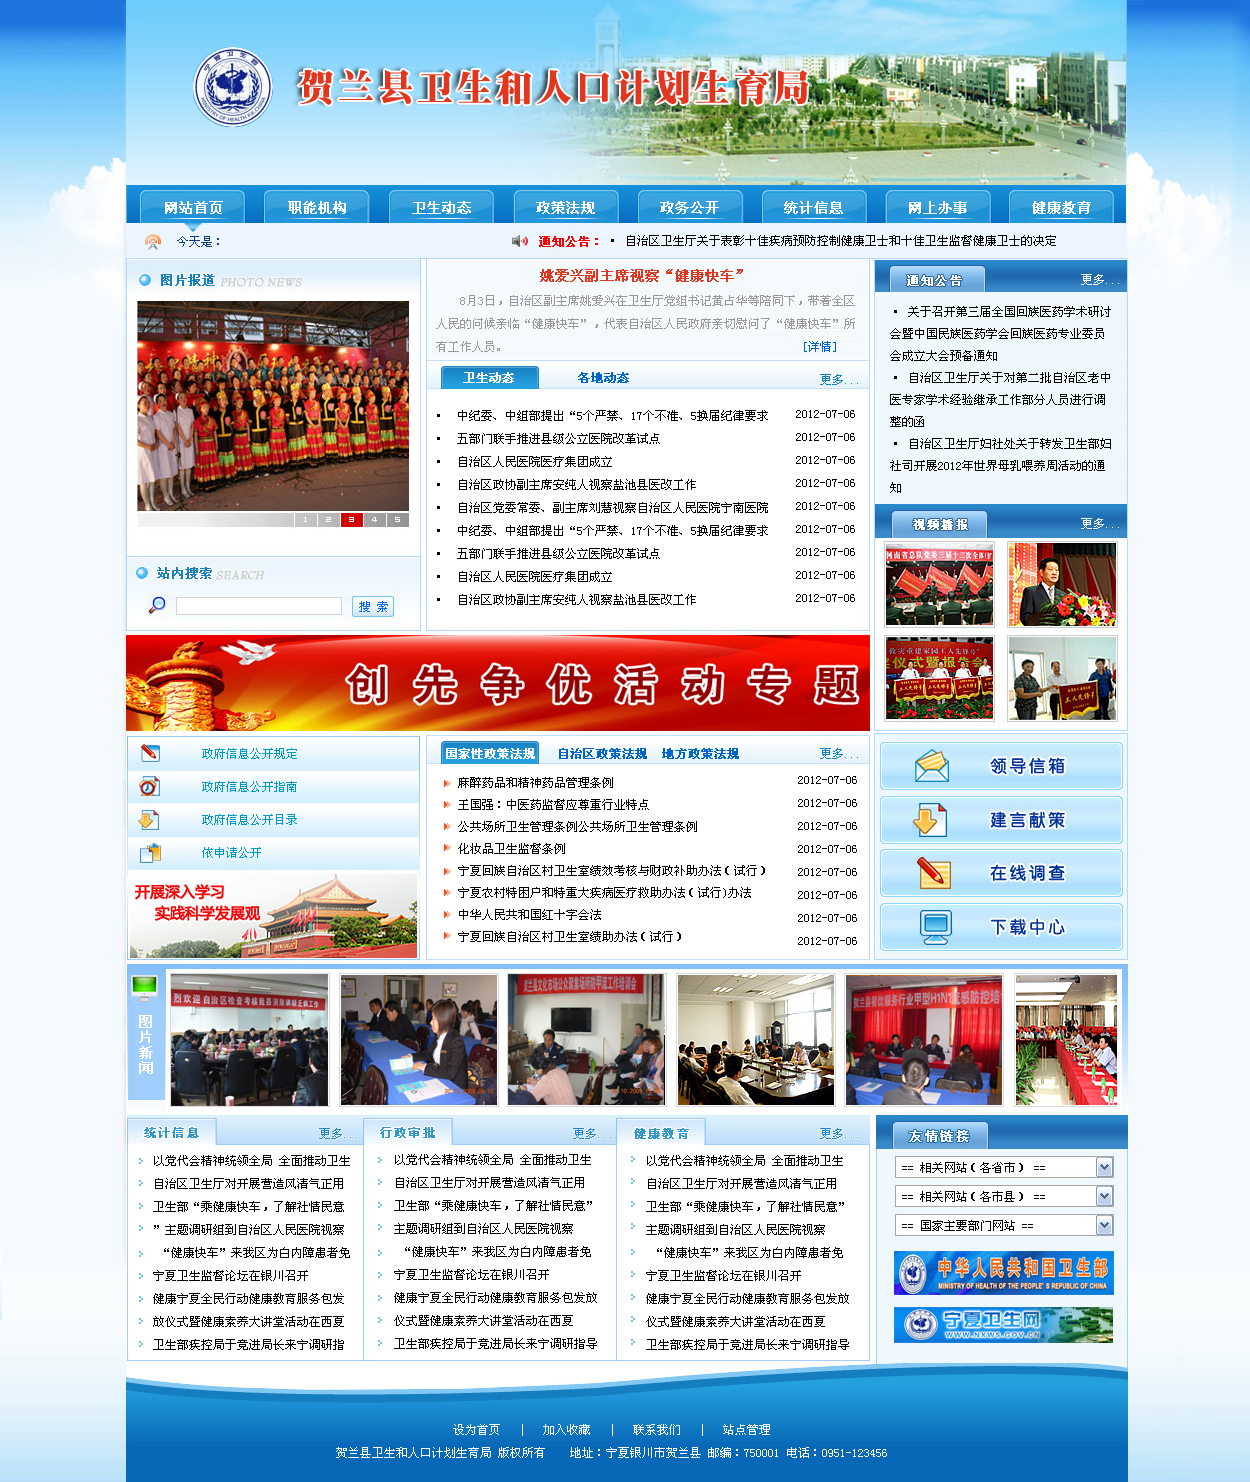 贺兰县卫生和人口计划生育局
网站首页 职能机构 卫生动态 政策法规 政务公开 统计信息 网上办事 健康教育
今天是：
通知公告： 自治区卫生厅关于表彰十佳疾病预防控制健康卫士和十佳卫生监督健康卫士的决定
图片报道 PHOTO NEWS
1 2 3 4 5
站内搜索 SEARCH
搜 索
姚爱兴副主席视察“健康快车”
8月3日，自治区副主席姚爱兴在卫生厅党组书记黄占华等陪同下，带着全区
人民的问候亲临“健康快车”，代表自治区人民政府亲切慰问了“健康快车”所
有工作人员。 [详情]
卫生动态 各地动态 更多...
中纪委、中组部提出“5个严禁、17个不准、5换届纪律要求 2012-07-06
五部门联手推进县级公立医院改革试点 2012-07-06
自治区人民医院医疗集团成立 2012-07-06
自治区政协副主席安纯人视察盐池县医改工作 2012-07-06
自治区党委常委、副主席刘慧视察自治区人民医院宁南医院 2012-07-06
中纪委、中组部提出“5个严禁、17个不准、5换届纪律要求 2012-07-06
五部门联手推进县级公立医院改革试点 2012-07-06
自治区人民医院医疗集团成立 2012-07-06
自治区政协副主席安纯人视察盐池县医改工作 2012-07-06
通知公告 更多...
关于召开第三届全国回族医药学术研讨
会暨中国民族医药学会回族医药专业委员
会成立大会预备通知
自治区卫生厅关于对第二批自治区老中
医专家学术经验继承工作部分人员进行调
整的函
自治区卫生厅妇社处关于转发卫生部妇
社司开展2012年世界母乳喂养周活动的通
知
视频播报 更多...
创先争优活动专题
政府信息公开规定
政府信息公开指南
政府信息公开目录
依申请公开
开展深入学习
实践科学发展观
国家性政策法规 自治区政策法规 地方政策法规 更多...
麻醉药品和精神药品管理条例 2012-07-06
王国强：中医药监督应尊重行业特点 2012-07-06
公共场所卫生管理条例公共场所卫生管理条例 2012-07-06
化妆品卫生监督条例 2012-07-06
宁夏回族自治区村卫生室绩效考核与财政补助办法（试行） 2012-07-06
宁夏农村特困户和特重大疾病医疗救助办法（试行)办法 2012-07-06
中华人民共和国红十字会法 2012-07-06
宁夏回族自治区村卫生室绩助办法（试行） 2012-07-06
领导信箱
建言献策
在线调查
下载中心
图片新闻
统计信息 更多...
以党代会精神统领全局 全面推动卫生
自治区卫生厅对开展营造风清气正用
卫生部“乘健康快车，了解社情民意
”主题调研组到自治区人民医院视察
“健康快车”来我区为白内障患者免
宁夏卫生监督论坛在银川召开
健康宁夏全民行动健康教育服务包发
放仪式暨健康素养大讲堂活动在西夏
卫生部疾控局于竞进局长来宁调研指
行政审批 更多...
以党代会精神统领全局 全面推动卫生
自治区卫生厅对开展营造风清气正用
卫生部“乘健康快车，了解社情民意”
主题调研组到自治区人民医院视察
“健康快车”来我区为白内障患者免
宁夏卫生监督论坛在银川召开
健康宁夏全民行动健康教育服务包发放
仪式暨健康素养大讲堂活动在西夏
卫生部疾控局于竞进局长来宁调研指导
健康教育 更多...
以党代会精神统领全局 全面推动卫生
自治区卫生厅对开展营造风清气正用
卫生部“乘健康快车，了解社情民意”
主题调研组到自治区人民医院视察
“健康快车”来我区为白内障患者免
宁夏卫生监督论坛在银川召开
健康宁夏全民行动健康教育服务包发放
仪式暨健康素养大讲堂活动在西夏
卫生部疾控局于竞进局长来宁调研指导
友情链接
== 相关网站（各省市） ==
== 相关网站（各市县） ==
== 国家主要部门网站 ==
中华人民共和国卫生部
MINISTRY OF HEALTH OF THE PEOPLE'S REPUBLIC OF CHINA
宁夏卫生网
WWW.NXWS.GOV.CN
设为首页 | 加入收藏 | 联系我们 | 站点管理
贺兰县卫生和人口计划生育局 版权所有 地址：宁夏银川市贺兰县 邮编：750001 电话：0951-123456